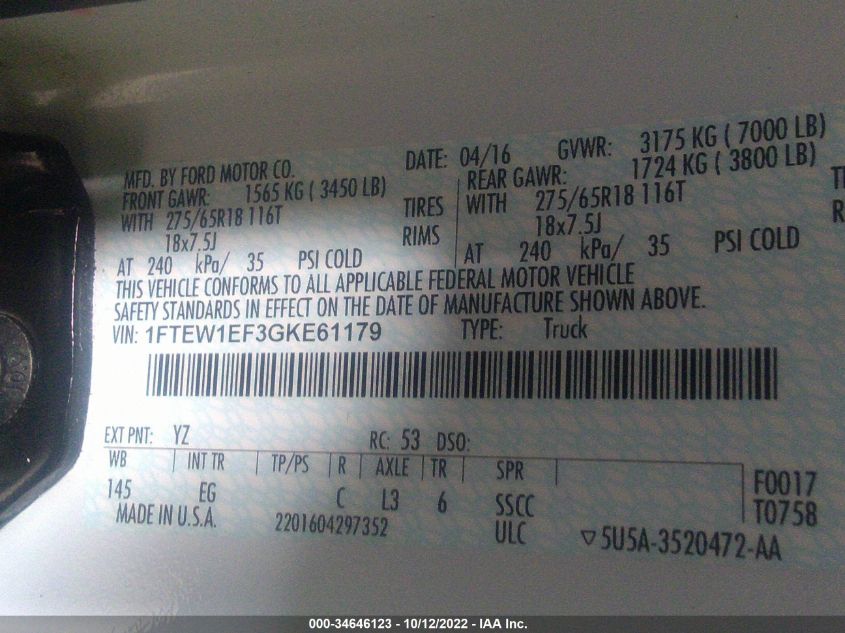 MFD. BY FORD MOTOR CO.
DATE: 04/16 GVWR: 3175 KG ( 7000 LB)
FRONT GAWR: 1565 KG ( 3450 LB) REAR GAWR: 1724 KG ( 3800 LB)
WITH 275/65R18 116T TIRES WITH 275/65R18 116T
18x7.5J RIMS 18x7.5J
AT 240 kPa/ 35 PSI COLD AT 240 kPa/ 35 PSI COLD
THIS VEHICLE CONFORMS TO ALL APPLICABLE FEDERAL MOTOR VEHICLE
SAFETY STANDARDS IN EFFECT ON THE DATE OF MANUFACTURE SHOWN ABOVE.
VIN: 1FTEW1EF3GKE61179 TYPE: Truck
EXT PNT: YZ RC: 53 DSO:
WB INT TR TP/PS R AXLE TR SPR
145 EG C L3 6 SSCC
F0017
T0758
MADE IN U.S.A. 2201604297352 ULC ▽5U5A-3520472-AA
000-34646123 - 10/12/2022 - IAA Inc.